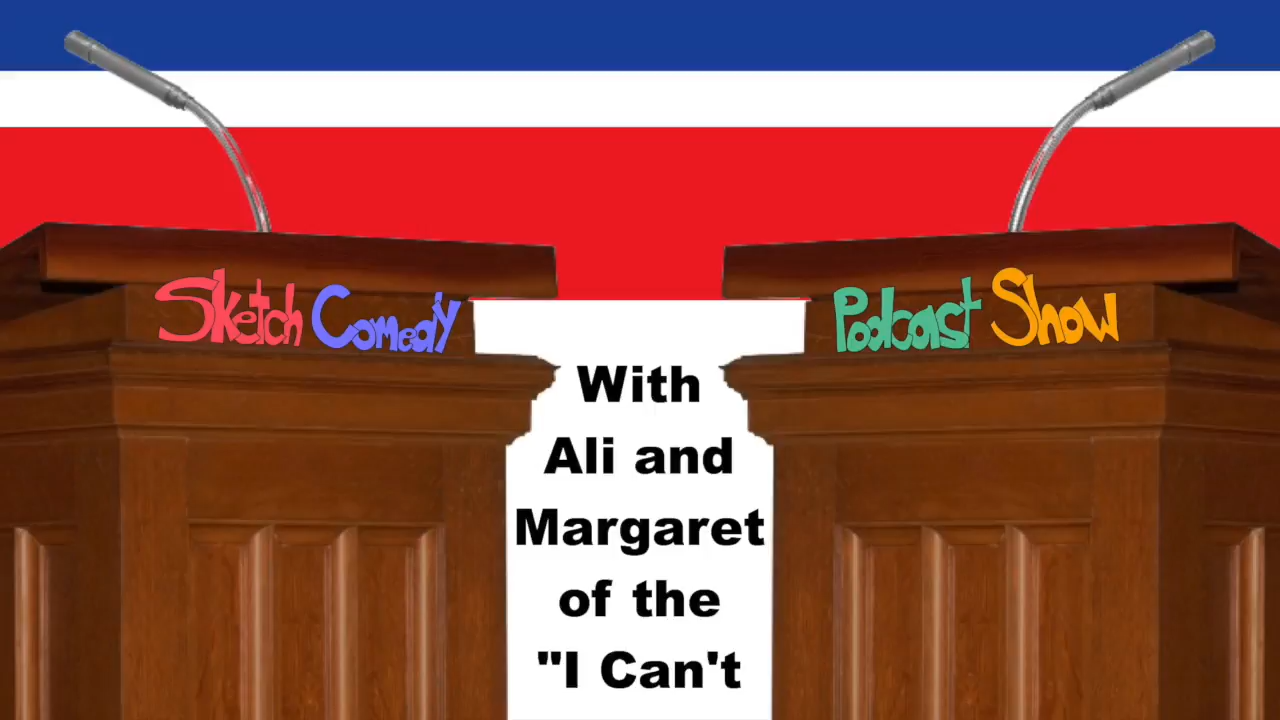 Sketch Comedy
Podcast Show
With
Ali and
Margaret
of the
"I Can't